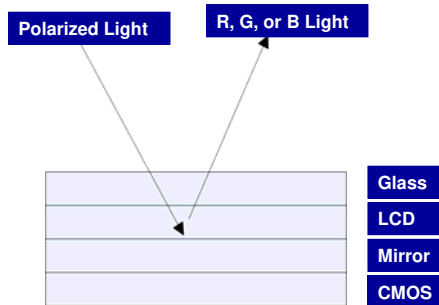 Polarized Light
R, G, or B Light
Glass
LCD
Mirror
CMOS